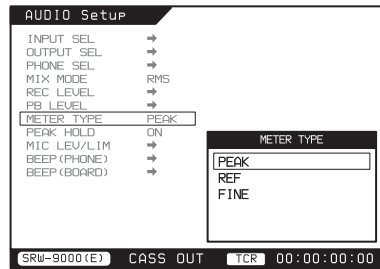 AUDIO Setup
INPUT SEL ➔
OUTPUT SEL ➔
PHONE SEL ➔
MIX MODE RMS
REC LEVEL ➔
PB LEVEL ➔
METER TYPE PEAK
PEAK HOLD ON
MIC LEV/LIM ➔
BEEP(PHONE) ➔
BEEP(BOARD) ➔
METER TYPE
PEAK
REF
FINE
SRW-9000(E) CASS OUT TCR 00:00:00:00